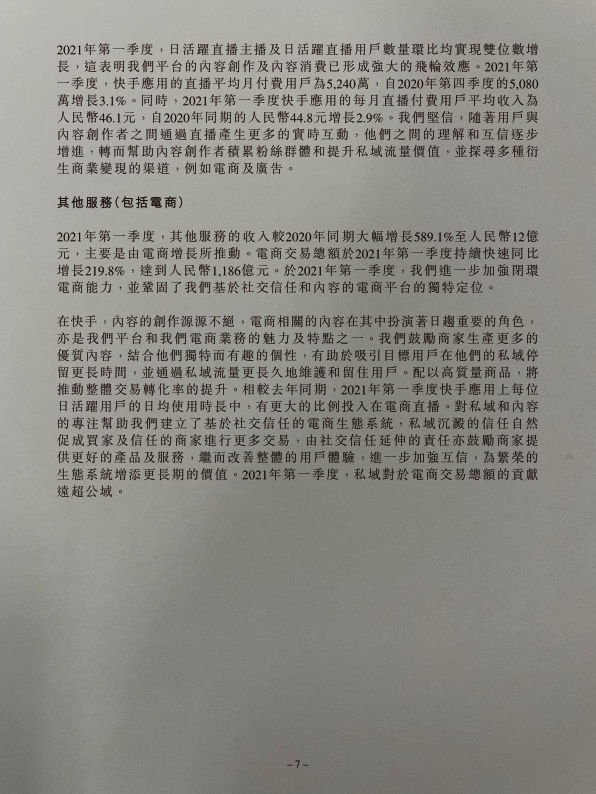 2021年第一季度，日活躍直播主播及日活躍直播用戶數量環比均實現雙位數增
長，這表明我們平台的內容創作及內容消費已形成強大的飛輪效應。2021年第
一季度，快手應用的直播平均月付費用戶為5,240萬，自2020年第四季度的5,080
萬增長3.1%。同時，2021年第一季度快手應用的每月直播付費用戶平均收入為
人民幣46.1元，自2020年同期的人民幣44.8元增長2.9%。我們堅信，隨著用戶與
內容創作者之間通過直播產生更多的實時互動，他們之間的理解和互信逐步
增進，轉而幫助內容創作者積累粉絲群體和提升私域流量價值，並探尋多種衍
生商業變現的渠道，例如電商及廣告。
其他服務(包括電商)
2021年第一季度，其他服務的收入較2020年同期大幅增長589.1%至人民幣12億
元，主要是由電商增長所推動。電商交易總額於2021年第一季度持續快速同比
增長219.8%，達到人民幣1,186億元。於2021年第一季度，我們進一步加強閉環
電商能力，並鞏固了我們基於社交信任和內容的電商平台的獨特定位。
在快手，內容的創作源源不絕，電商相關的內容在其中扮演著日趨重要的角色，
亦是我們平台和我們電商業務的魅力及特點之一。我們鼓勵商家生產更多的
優質內容，結合他們獨特而有趣的個性，有助於吸引目標用戶在他們的私域停
留更長時間，並通過私域流量更長久地維護和留住用戶。配以高質量商品，將
推動整體交易轉化率的提升。相較去年同期，2021年第一季度快手應用上每位
日活躍用戶的日均使用時長中，有更大的比例投入在電商直播。對私域和內容
的專注幫助我們建立了基於社交信任的電商生態系統，私域沉澱的信任自然
促成買家及信任的商家進行更多交易，由社交信任延伸的責任亦鼓勵商家提
供更好的產品及服務，繼而改善整體的用戶體驗，進一步加強互信，為繁榮的
生態系統增添更長期的價值。2021年第一季度，私域對於電商交易總額的貢獻
遠超公域。
– 7 –